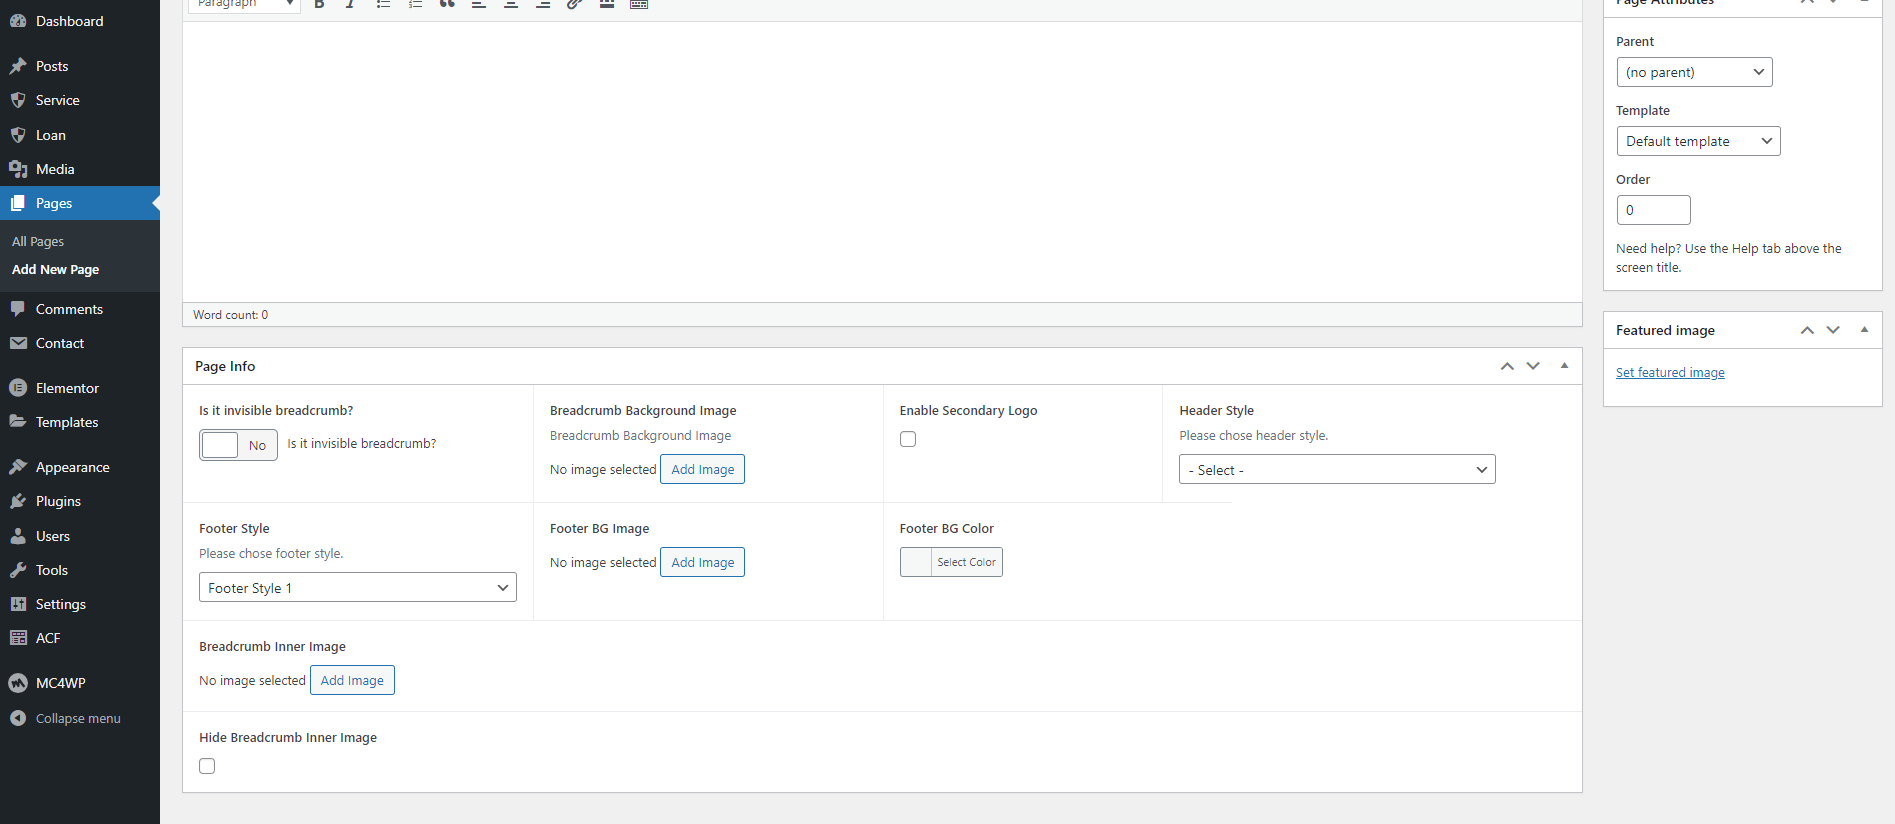 Dashboard
Posts
Service
Loan
Media
Pages
All Pages
Add New Page
Comments
Contact
Elementor
Templates
Appearance
Plugins
Users
Tools
Settings
ACF
MC4WP
Collapse menu
Paragraph
Word count: 0
Page Info
Is it invisible breadcrumb?
No
Is it invisible breadcrumb?
Breadcrumb Background Image
Breadcrumb Background Image
No image selected
Add Image
Enable Secondary Logo
Header Style
Please chose header style.
- Select -
Footer Style
Please chose footer style.
Footer Style 1
Footer BG Image
No image selected
Add Image
Footer BG Color
Select Color
Breadcrumb Inner Image
No image selected
Add Image
Hide Breadcrumb Inner Image
Page Attributes
Parent
(no parent)
Template
Default template
Order
0
Need help? Use the Help tab above the
screen title.
Featured image
Set featured image